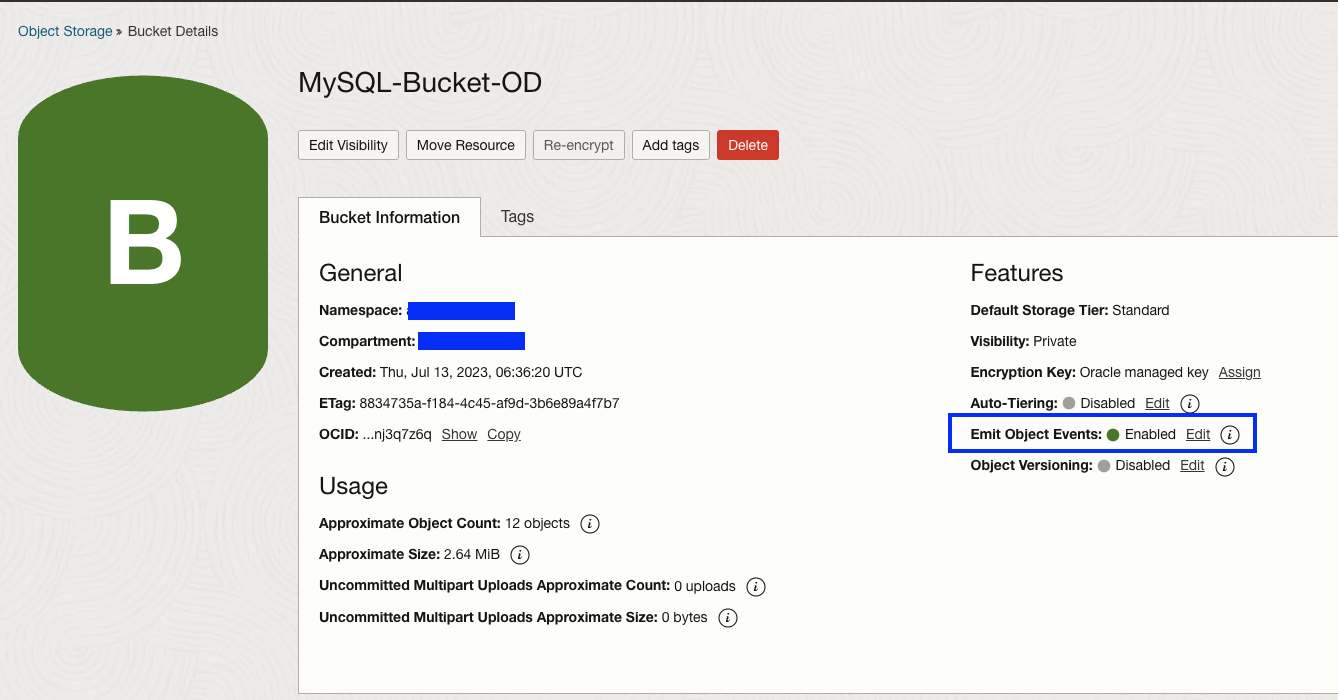 Object Storage » Bucket Details
B
MySQL-Bucket-OD
Edit Visibility Move Resource Re-encrypt Add tags Delete
Bucket Information Tags
General
Namespace:
Compartment:
Created: Thu, Jul 13, 2023, 06:36:20 UTC
ETag: 8834735a-f184-4c45-af9d-3b6e89a4f7b7
OCID: ...nj3q7z6q Show Copy
Usage
Approximate Object Count: 12 objects i
Approximate Size: 2.64 MiB i
Uncommitted Multipart Uploads Approximate Count: 0 uploads i
Uncommitted Multipart Uploads Approximate Size: 0 bytes i
Features
Default Storage Tier: Standard
Visibility: Private
Encryption Key: Oracle managed key Assign
Auto-Tiering: Disabled Edit i
Emit Object Events: Enabled Edit i
Object Versioning: Disabled Edit i